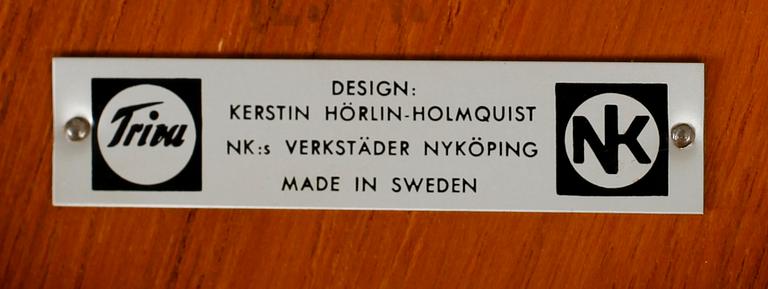 Triva
DESIGN:
KERSTIN HÖRLIN-HOLMQUIST
NK:s VERKSTÄDER NYKÖPING
MADE IN SWEDEN
NK